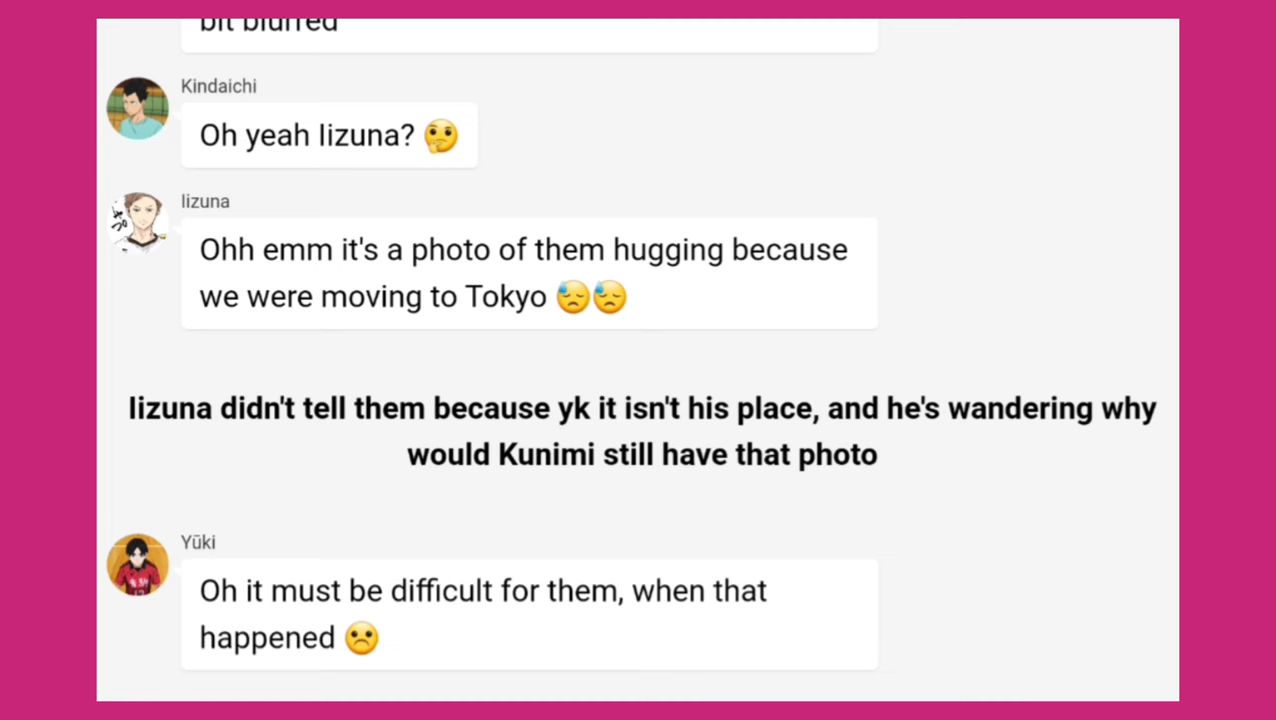 bit blurred
Kindaichi
Oh yeah Iizuna? 🤔
Iizuna
Ohh emm it's a photo of them hugging because
we were moving to Tokyo 😓😓
Iizuna didn't tell them because yk it isn't his place, and he's wandering why
would Kunimi still have that photo
Yūki
Oh it must be difficult for them, when that
happened ☹️